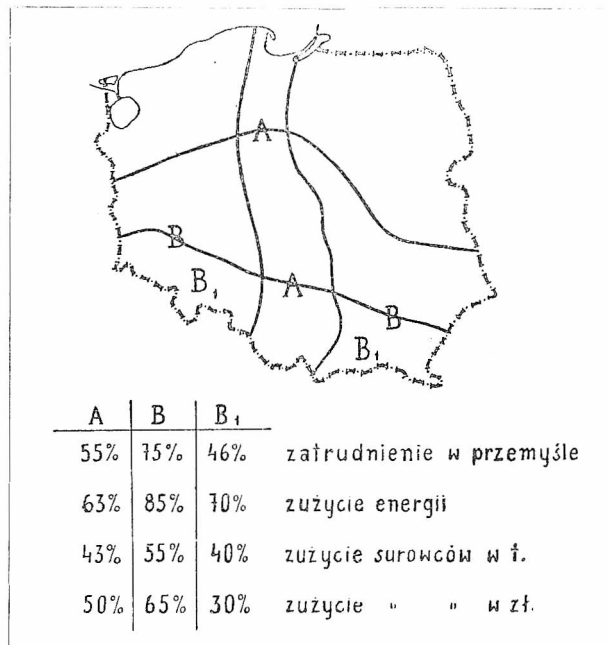 A
B
B₁
A
B
B₁
A B B₁
55% 75% 46% zatrudnienie w przemyśle
63% 85% 70% zużycie energii
43% 55% 40% zużycie surowców w t.
50% 65% 30% zużycie " " w zł.